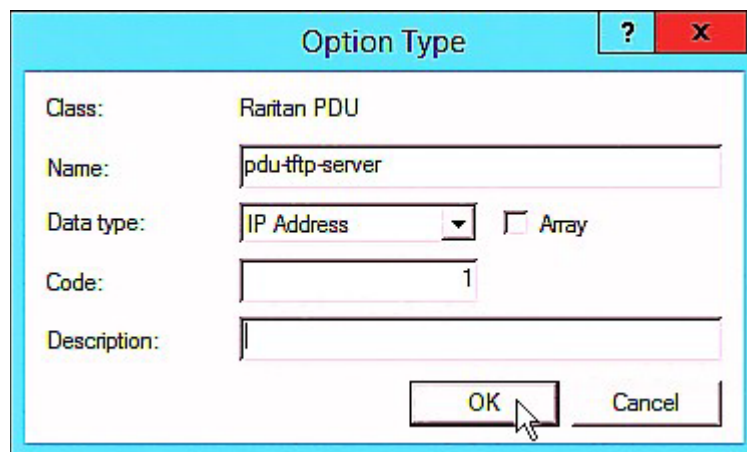 Option Type ? x
Class: Raritan PDU
Name: pdu-tftp-server
Data type: IP Address Array
Code: 1
Description:
OK Cancel